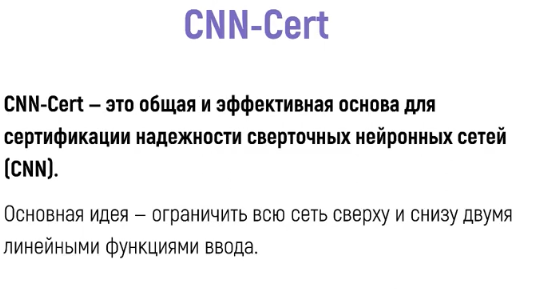 CNN-Cert
CNN-Cert – это общая и эффективная основа для
сертификации надежности сверточных нейронных сетей
(CNN).
Основная идея – ограничить всю сеть сверху и снизу двумя
линейными функциями ввода.